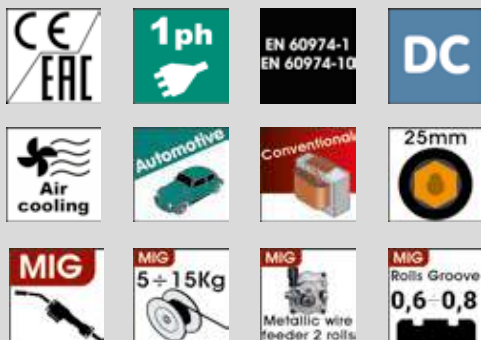 CE
EAC
1ph
EN 60974-1
EN 60974-10
DC
Air
cooling
Automotive
Conventional
25mm
MIG
MIG
5÷15Kg
MIG
Metallic wire
feeder 2 rolls
MIG
Rolls Groove
0,6÷0,8